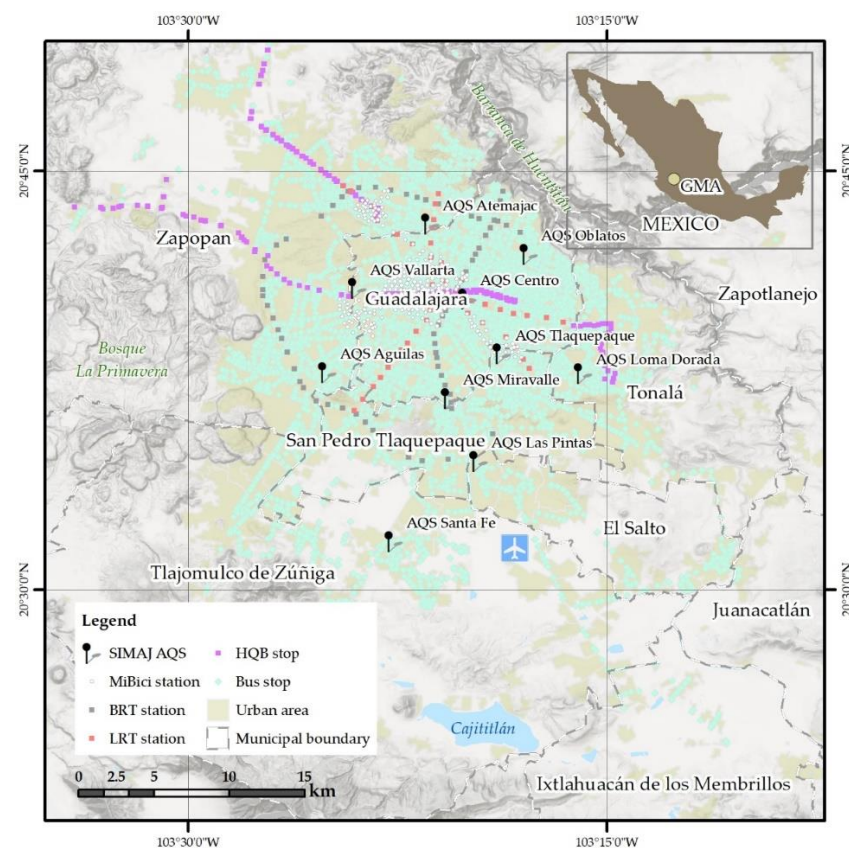 103°30'0"W 103°15'0"W
20°45'0"N 20°45'0"N
Barranca de Huentitán
GMA
MEXICO
AQS Atemajac
AQS Oblatos
Zapopan
AQS Vallarta
AQS Centro
Guadalajara
Zapotlanejo
AQS Tlaquepaque
Bosque
La Primavera
AQS Aguilas
AQS Loma Dorada
AQS Miravalle
Tonalá
San Pedro Tlaquepaque
AQS Las Pintas
AQS Santa Fe
El Salto
Tlajomulco de Zúñiga
20°30'0"N 20°30'0"N
Juanacatlán
Legend
SIMAJ AQS
HQB stop
MiBici station
Bus stop
BRT station
Urban area
LRT station
Municipal boundary
Cajititlán
0 2.5 5 10 15
km
Ixtlahuacán de los Membrillos
103°30'0"W 103°15'0"W